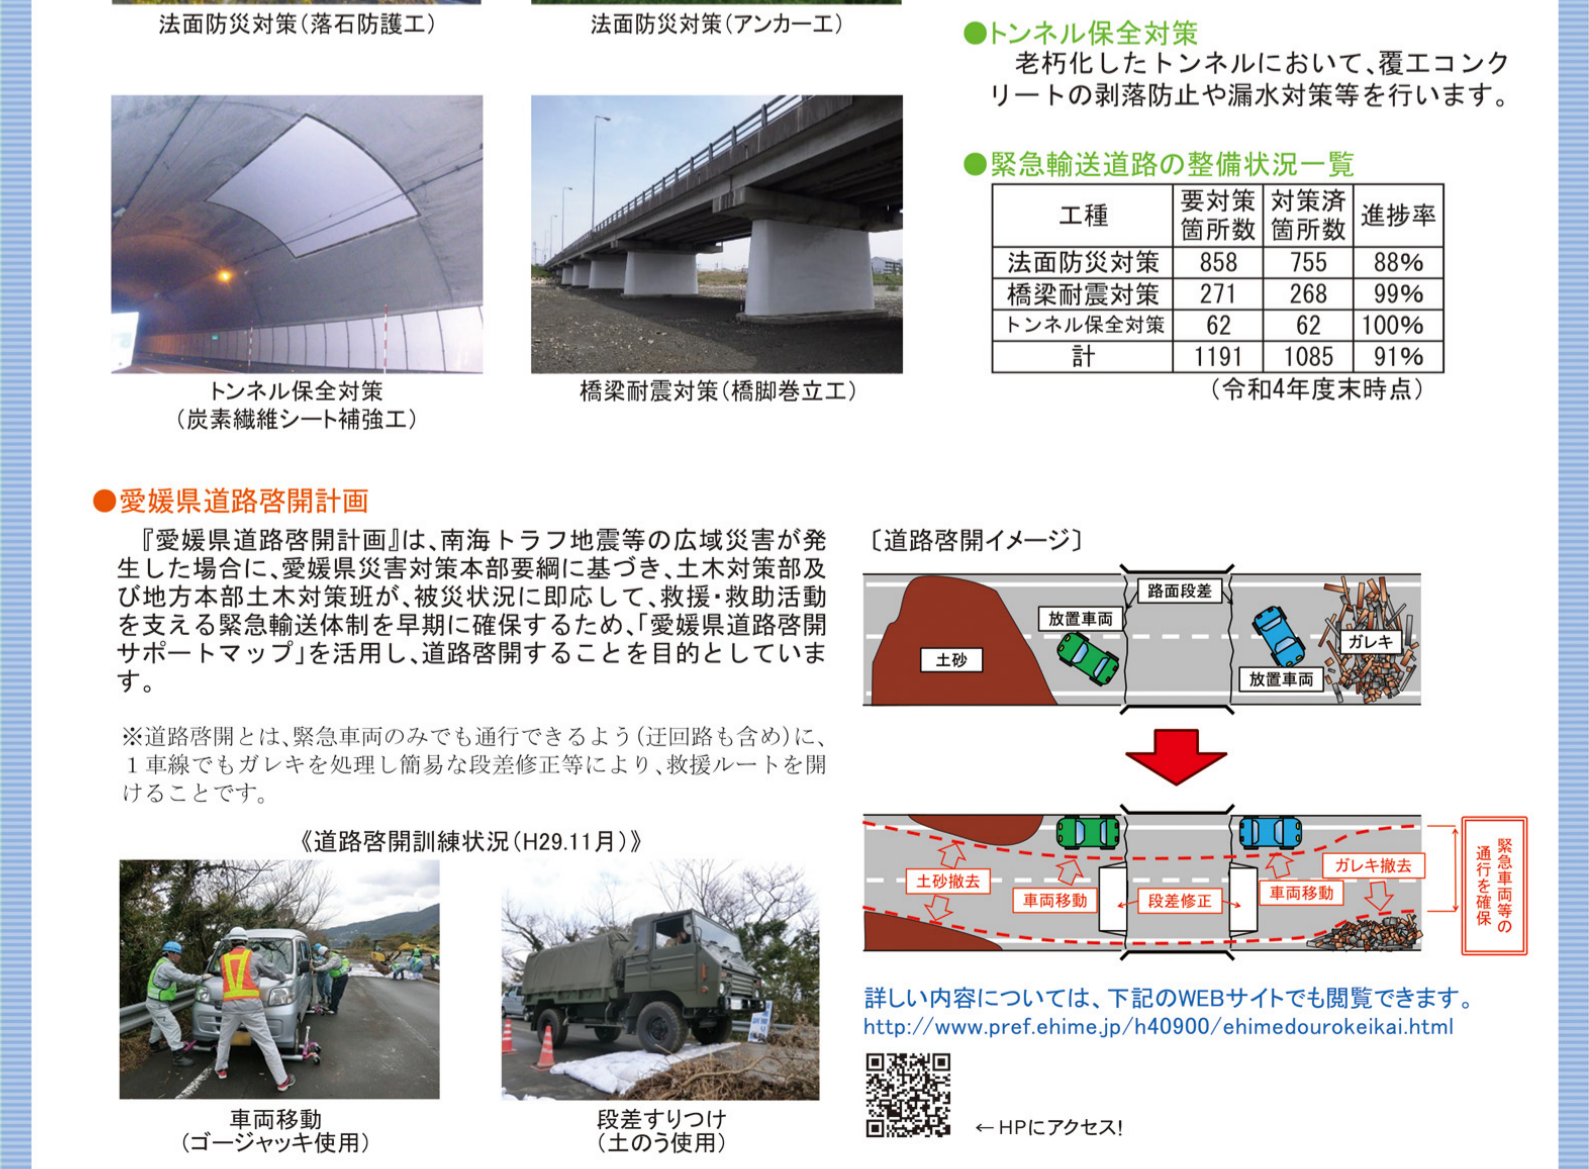 法面防災対策(落石防護工)
法面防災対策(アンカー工)
●トンネル保全対策
老朽化したトンネルにおいて、覆工コンク
リートの剥落防止や漏水対策等を行います。
トンネル保全対策
(炭素繊維シート補強工)
橋梁耐震対策(橋脚巻立工)
●緊急輸送道路の整備状況一覧
工種 要対策箇所数 対策済箇所数 進捗率
法面防災対策 858 755 88%
橋梁耐震対策 271 268 99%
トンネル保全対策 62 62 100%
計 1191 1085 91%
(令和4年度末時点)
●愛媛県道路啓開計画
『愛媛県道路啓開計画』は、南海トラフ地震等の広域災害が発
生した場合に、愛媛県災害対策本部要綱に基づき、土木対策部及
び地方本部土木対策班が、被災状況に即応して、救援・救助活動
を支える緊急輸送体制を早期に確保するため、「愛媛県道路啓開
サポートマップ」を活用し、道路啓開することを目的としていま
す。
※道路啓開とは、緊急車両のみでも通行できるよう(迂回路も含め)に、
1車線でもガレキを処理し簡易な段差修正等により、救援ルートを開
けることです。
《道路啓開訓練状況(H29.11月)》
車両移動
(ゴージャッキ使用)
段差すりつけ
(土のう使用)
〔道路啓開イメージ〕
路面段差
放置車両
ガレキ
土砂
放置車両
ガレキ撤去
土砂撤去
車両移動
段差修正
車両移動
緊急車両等の
通行を確保
詳しい内容については、下記のWEBサイトでも閲覧できます。
http://www.pref.ehime.jp/h40900/ehimedourokeikai.html
←HPにアクセス!